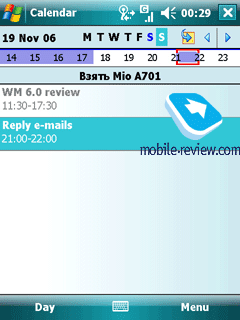 Calendar 00:29
19 Nov 06 M T W T F S S
14 15 16 17 18 19 20 21 22 23
Взять Mio A701
WM 6.0 review
11:30-17:30
Reply e-mails
21:00-22:00
mobile-review.com
Day Menu